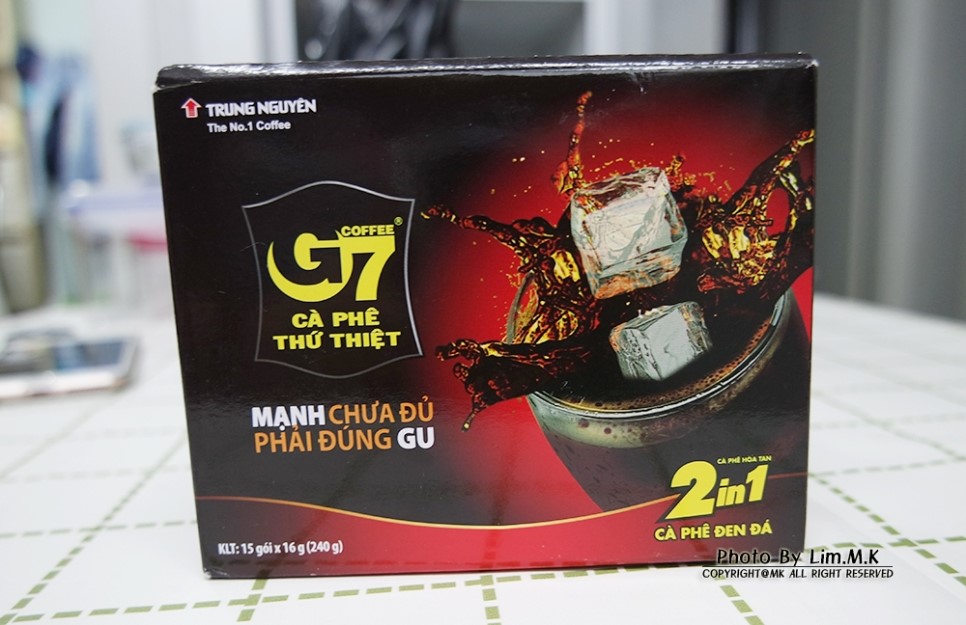 TRUNG NGUYÊN
The No.1 Coffee
COFFEE®
G7
CÀ PHÊ
THỨ THIỆT
MẠNH CHƯA ĐỦ
PHẢI ĐÚNG GU
CÀ PHÊ HÒA TAN
2in1
CÀ PHÊ ĐEN ĐÁ
KLT: 15 gói x 16 g (240 g)
Photo By Lim.M.K
COPYRIGHT@MK ALL RIGHT RESERVED